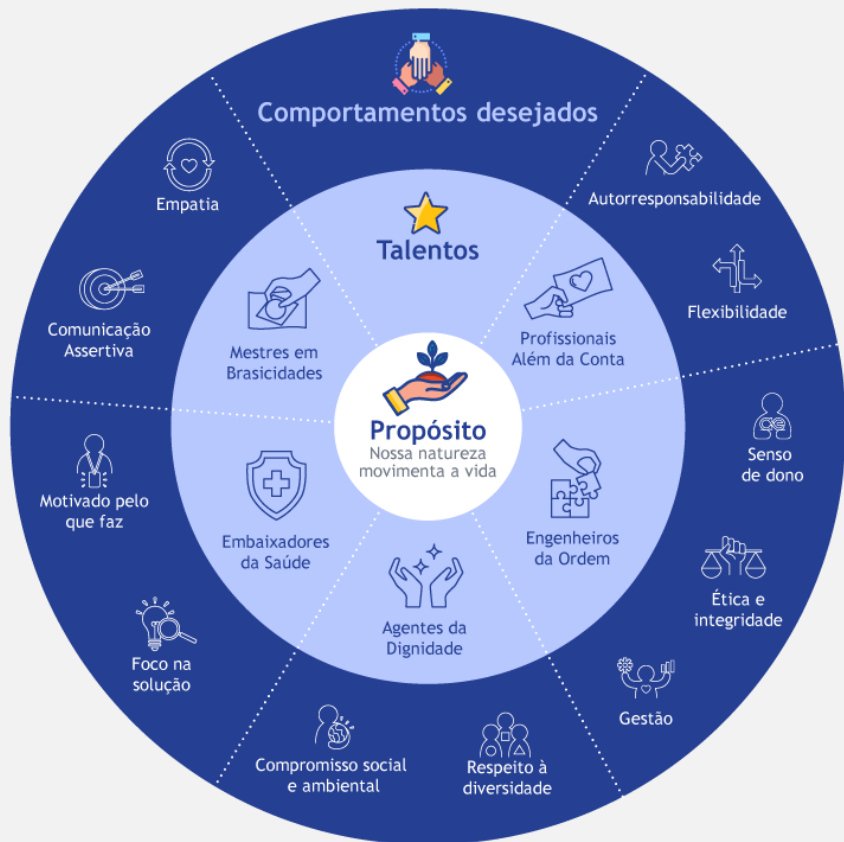 Comportamentos desejados
Autorresponsabilidade
Flexibilidade
Senso
de dono
Ética e
integridade
Gestão
Respeito à
diversidade
Compromisso social
e ambiental
Foco na
solução
Motivado pelo
que faz
Comunicação
Assertiva
Empatia
Talentos
Profissionais
Além da Conta
Engenheiros
da Ordem
Agentes da
Dignidade
Embaixadores
da Saúde
Mestres em
Brasicidades
Propósito
Nossa natureza
movimenta a vida